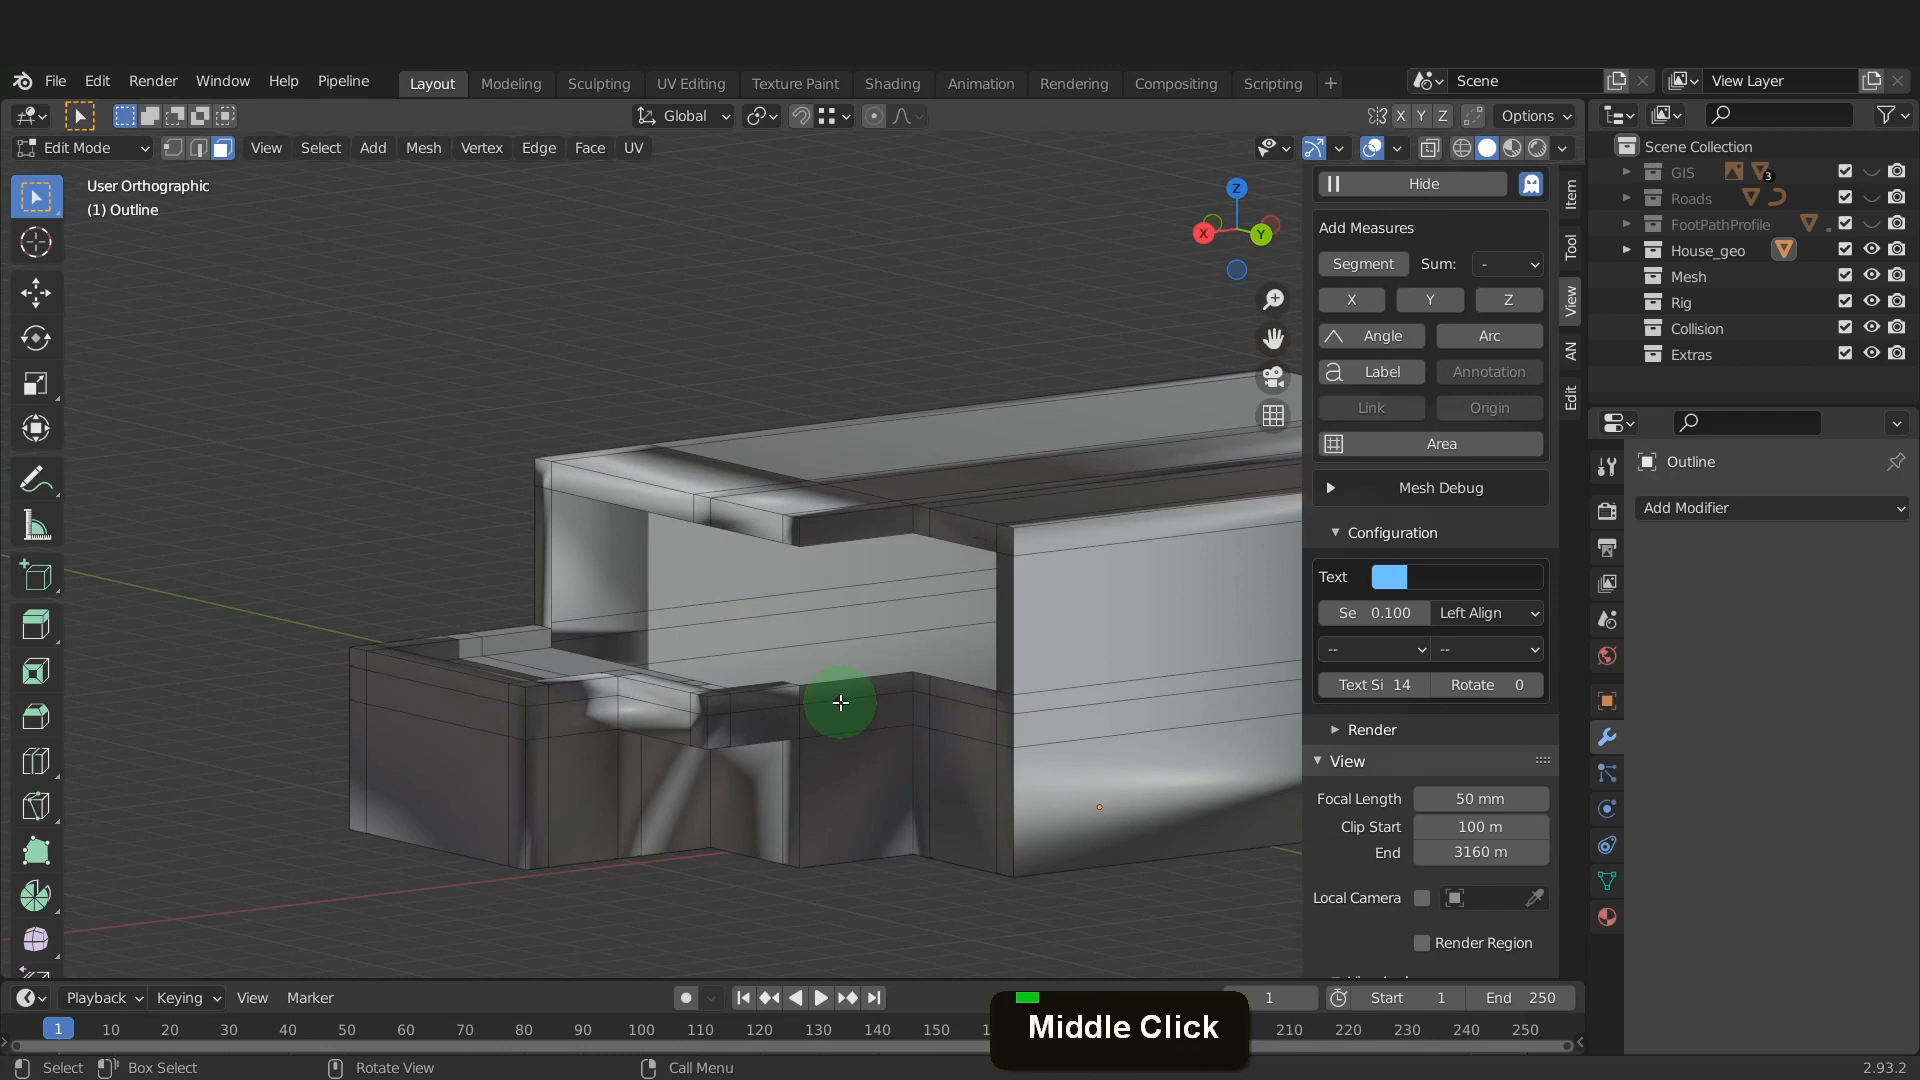 File Edit Render Window Help Pipeline Layout Modeling Sculpting UV Editing Texture Paint Shading Animation Rendering Compositing Scripting + Scene View Layer
Global X Y Z Options
Edit Mode View Select Add Mesh Vertex Edge Face UV
User Orthographic
(1) Outline
Z
X
Y
Hide
Add Measures
Segment Sum: -
X Y Z
Angle Arc
Label Annotation
Link Origin
Area
Mesh Debug
Configuration
Text
Se 0.100 Left Align
-- --
Text Si 14 Rotate 0
Render
View
Focal Length 50 mm
Clip Start 100 m
End 3160 m
Local Camera
Render Region
Item
Tool
View
AN
Edit
Scene Collection
GIS 3
Roads
FootPathProfile
House_geo
Mesh
Rig
Collision
Extras
Outline
Add Modifier
Playback Keying View Marker 1 Start 1 End 250
1 10 20 30 40 50 60 70 80 90 100 110 120 130 140 150 210 220 230 240 250
Middle Click
Select Box Select Rotate View Call Menu 2.93.2